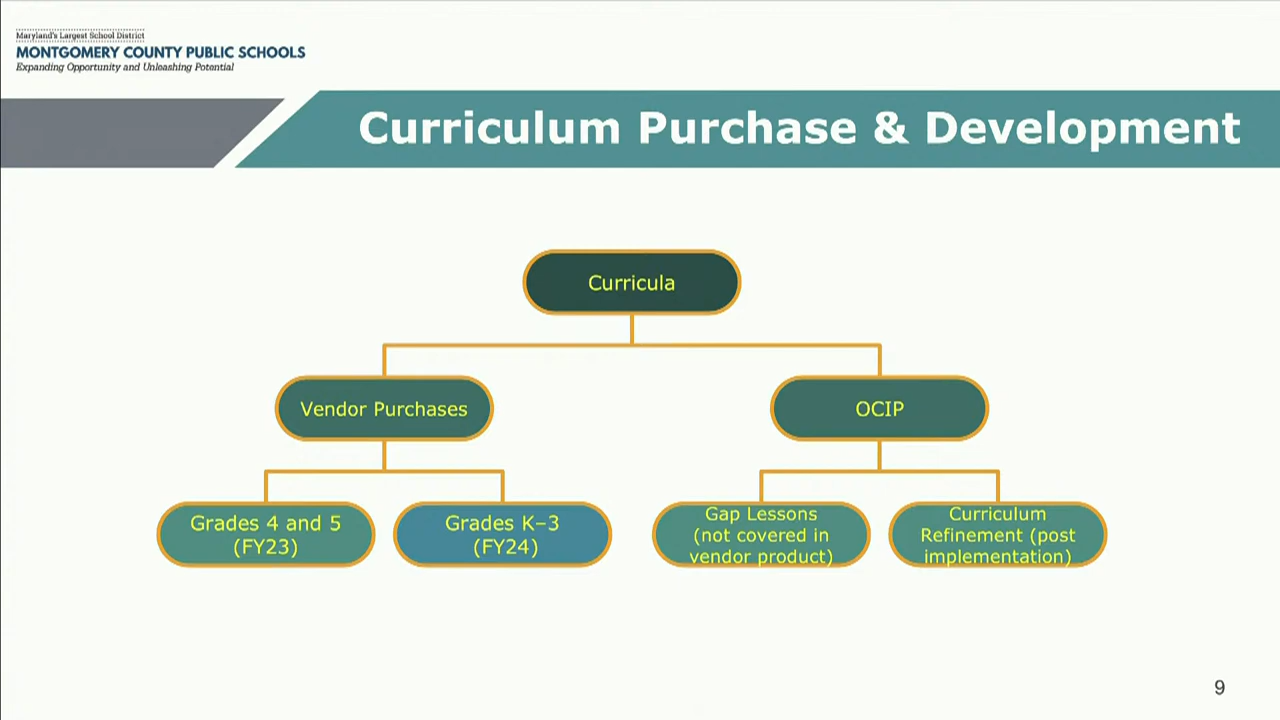 Maryland's Largest School District
MONTGOMERY COUNTY PUBLIC SCHOOLS
Expanding Opportunity and Unleashing Potential
Curriculum Purchase & Development
Curricula
Vendor Purchases
OCIP
Grades 4 and 5
(FY23)
Grades K–3
(FY24)
Gap Lessons
(not covered in
vendor product)
Curriculum
Refinement (post
implementation)
9